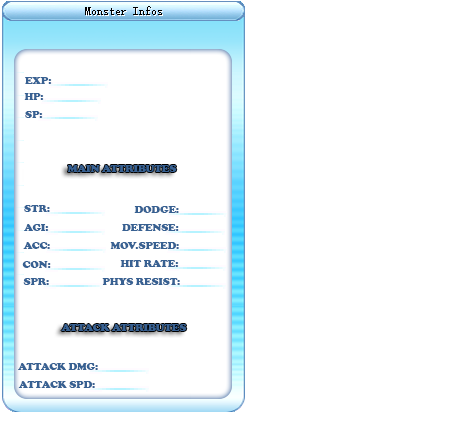 Monster Infos
EXP:
HP:
SP:
MAIN ATTRIBUTES
STR: DODGE:
AGI: DEFENSE:
ACC: MOV.SPEED:
CON: HIT RATE:
SPR: PHYS RESIST:
ATTACK ATTRIBUTES
ATTACK DMG:
ATTACK SPD: